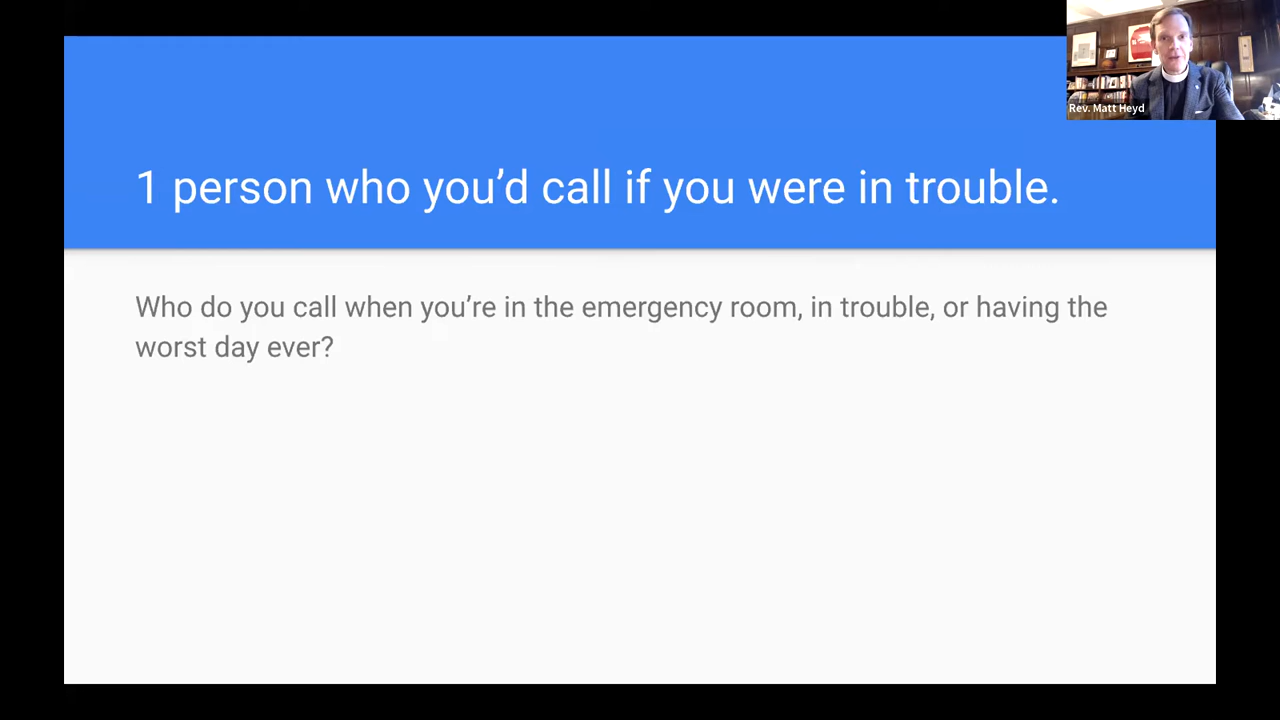 Rev. Matt Heyd
1 person who you’d call if you were in trouble.
Who do you call when you’re in the emergency room, in trouble, or having the
worst day ever?